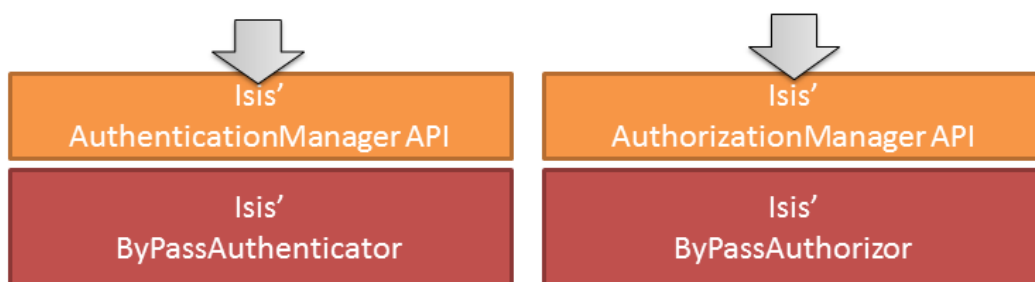 Isis’
AuthenticationManager API
Isis’
AuthorizationManager API
Isis’
ByPassAuthenticator
Isis’
ByPassAuthorizor